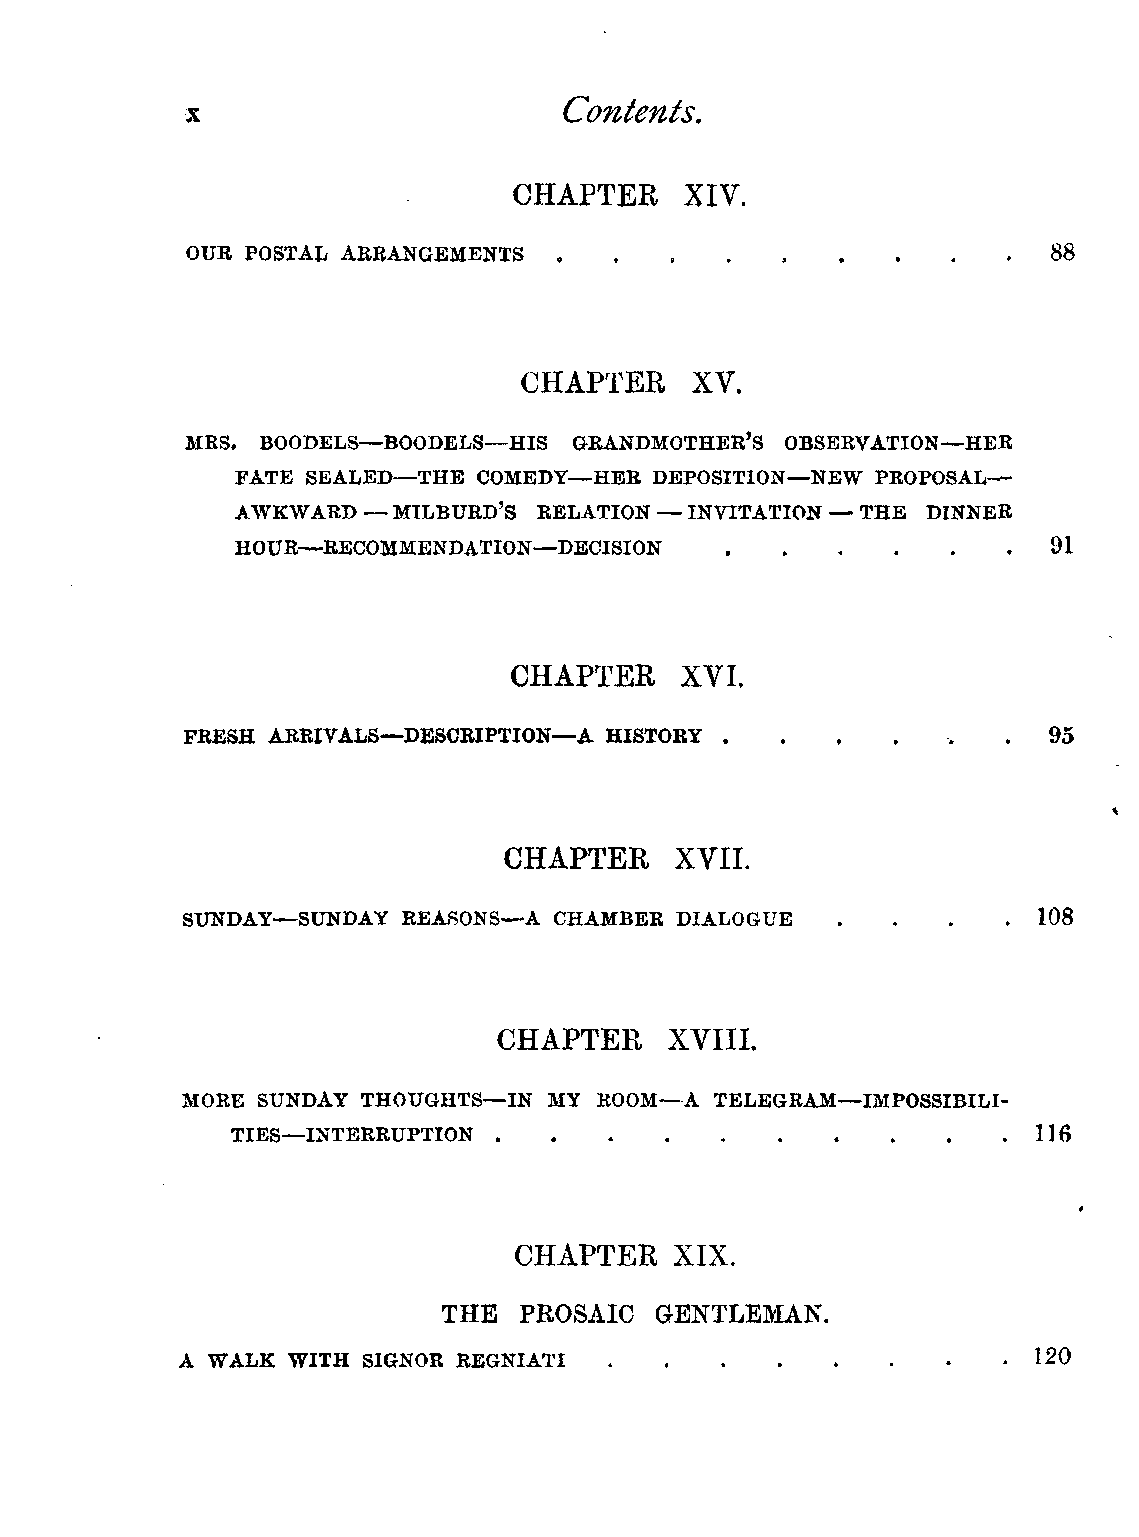 x Contents.
CHAPTER XIV.
OUR POSTAL ARRANGEMENTS . . . . . . . . . 88
CHAPTER XV.
MRS. BOODELS—BOODELS—HIS GRANDMOTHER'S OBSERVATION—HER
FATE SEALED—THE COMEDY—HER DEPOSITION—NEW PROPOSAL—
AWKWARD — MILBURD'S RELATION — INVITATION — THE DINNER
HOUR—RECOMMENDATION—DECISION . . . . . . 91
CHAPTER XVI.
FRESH ARRIVALS—DESCRIPTION—A HISTORY . . . . . . 95
CHAPTER XVII.
SUNDAY—SUNDAY REASONS—A CHAMBER DIALOGUE . . . . 108
CHAPTER XVIII.
MORE SUNDAY THOUGHTS—IN MY ROOM—A TELEGRAM—IMPOSSIBILI-
TIES—INTERRUPTION . . . . . . . . . . 116
CHAPTER XIX.
THE PROSAIC GENTLEMAN.
A WALK WITH SIGNOR REGNIATI . . . . . . . . 120